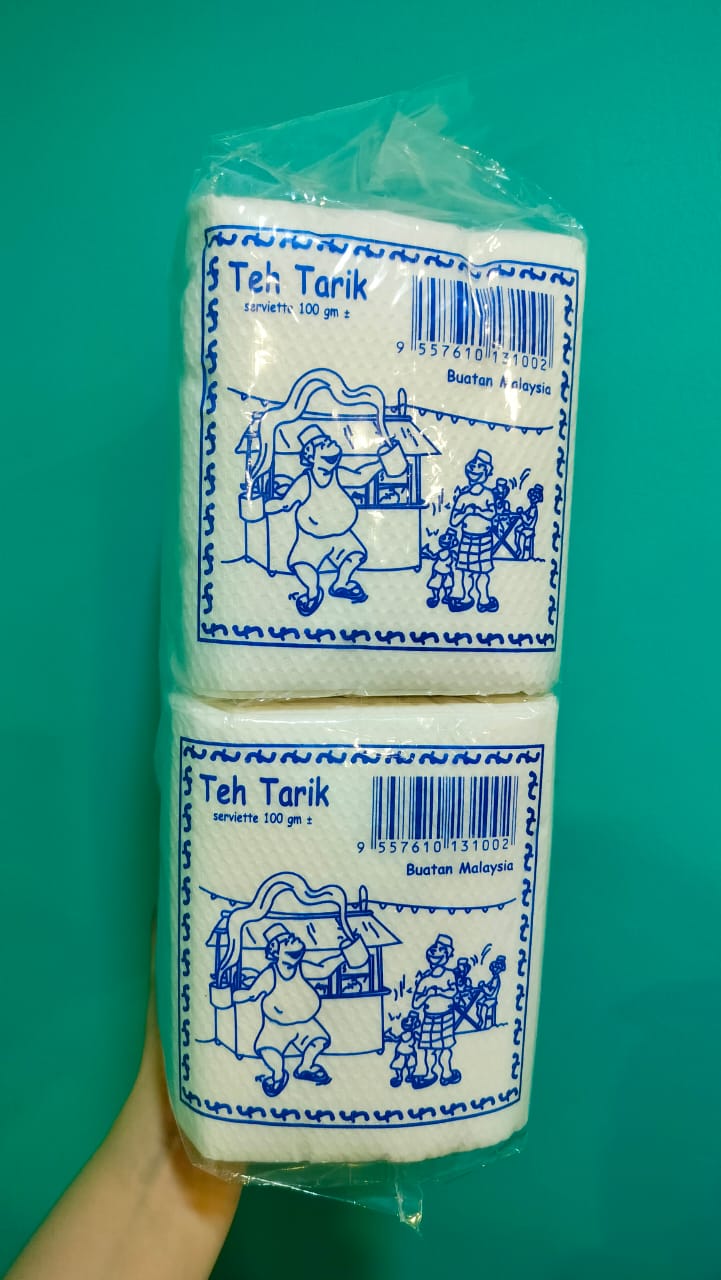 Teh Tarik
serviette 100 gm ±
9 557610 131002
Buatan Malaysia
Teh Tarik
serviette 100 gm ±
9 557610 131002
Buatan Malaysia